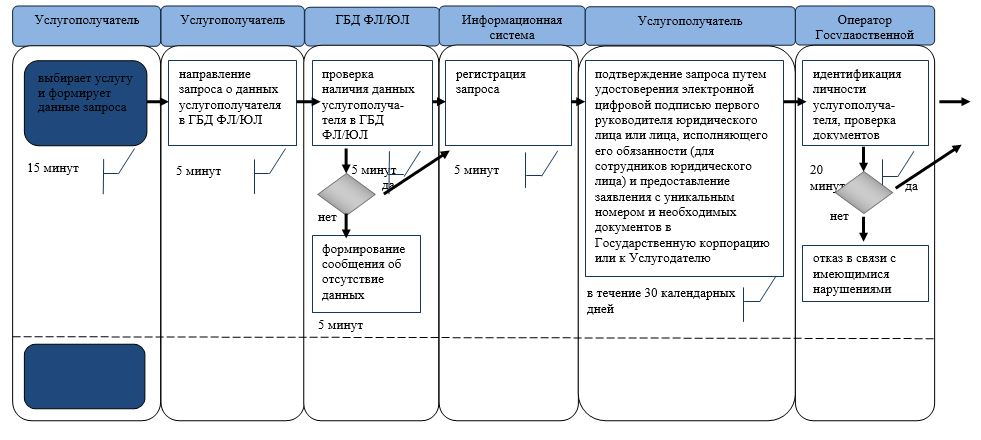 Услугополучатель
Услугополучатель
ГБД ФЛ/ЮЛ
Информационная
система
Услугополучатель
Оператор
Государственной
выбирает услугу
и формирует
данные запроса
15 минут
направление
запроса о данных
услугополучателя
в ГБД ФЛ/ЮЛ
5 минут
проверка
наличия данных
услугополуча-
теля в ГБД
ФЛ/ЮЛ
5 минут
да
нет
формирование
сообщения об
отсутствие
данных
5 минут
регистрация
запроса
5 минут
подтверждение запроса путем
удостоверения электронной
цифровой подписью первого
руководителя юридического
лица или лица, исполняющего
его обязанности (для
сотрудников юридического
лица) и предоставление
заявления с уникальным
номером и необходимых
документов в
Государственную корпорацию
или к Услугодателю
в течение 30 календарных
дней
идентификация
личности
услугополуча-
теля, проверка
документов
20
минут
да
нет
отказ в связи с
имеющимися
нарушениями